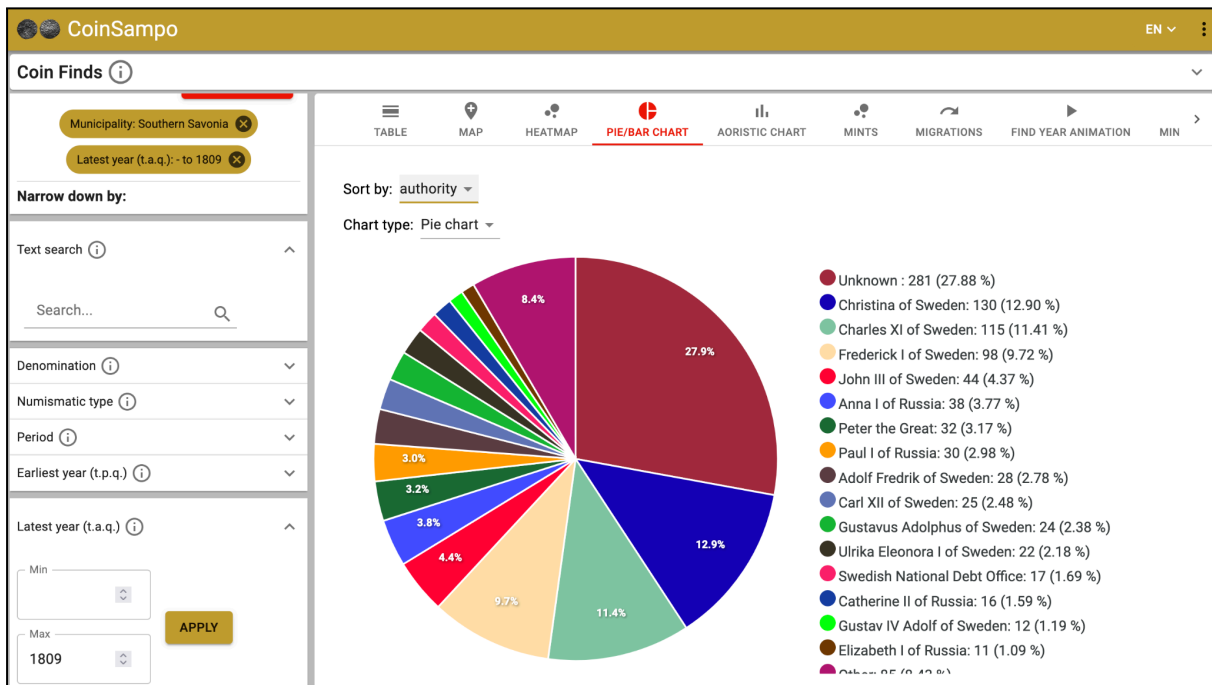 CoinSampo
EN
Coin Finds
Municipality: Southern Savonia
Latest year (t.a.q.): - to 1809
Narrow down by:
Text search
Search...
Denomination
Numismatic type
Period
Earliest year (t.p.q.)
Latest year (t.a.q.)
Min
Max
1809
APPLY
TABLE
MAP
HEATMAP
PIE/BAR CHART
AORISTIC CHART
MINTS
MIGRATIONS
FIND YEAR ANIMATION
MIN
Sort by: authority
Chart type: Pie chart
8.4%
27.9%
3.0%
3.2%
3.8%
4.4%
9.7%
11.4%
12.9%
Unknown : 281 (27.88 %)
Christina of Sweden: 130 (12.90 %)
Charles XI of Sweden: 115 (11.41 %)
Frederick I of Sweden: 98 (9.72 %)
John III of Sweden: 44 (4.37 %)
Anna I of Russia: 38 (3.77 %)
Peter the Great: 32 (3.17 %)
Paul I of Russia: 30 (2.98 %)
Adolf Fredrik of Sweden: 28 (2.78 %)
Carl XII of Sweden: 25 (2.48 %)
Gustavus Adolphus of Sweden: 24 (2.38 %)
Ulrika Eleonora I of Sweden: 22 (2.18 %)
Swedish National Debt Office: 17 (1.69 %)
Catherine II of Russia: 16 (1.59 %)
Gustav IV Adolf of Sweden: 12 (1.19 %)
Elizabeth I of Russia: 11 (1.09 %)
Other: 85 (8.43 %)